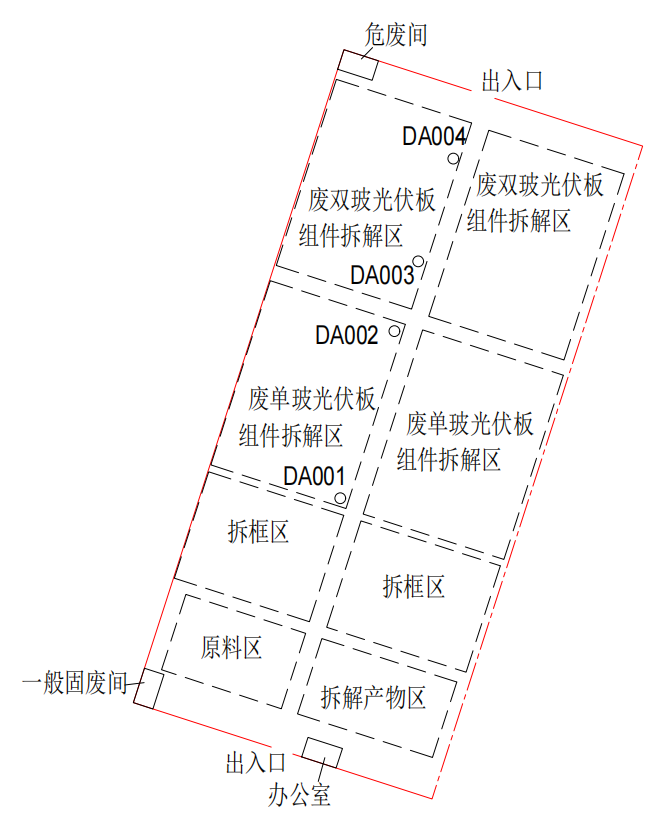 危废间
出入口
DA004
废双玻光伏板
组件拆解区
废双玻光伏板
组件拆解区
DA003
DA002
废单玻光伏板
组件拆解区
废单玻光伏板
组件拆解区
DA001
拆框区
拆框区
原料区
一般固废间
拆解产物区
出入口
办公室